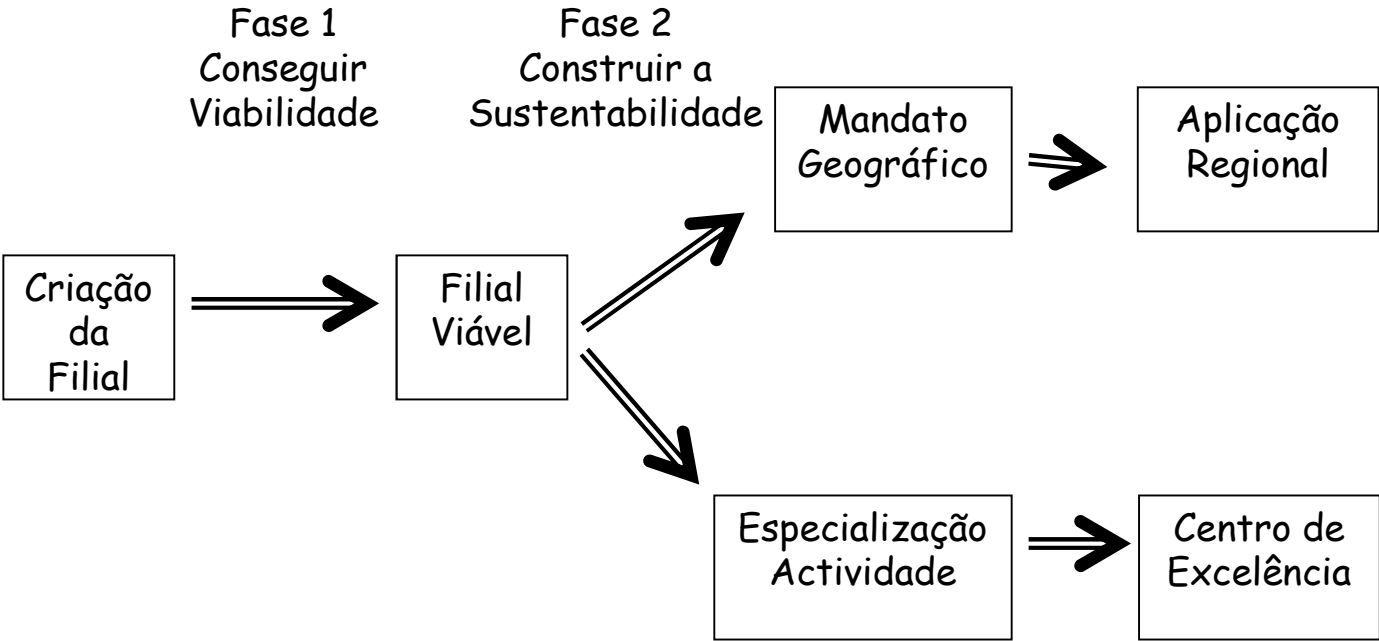 Fase 1
Conseguir
Viabilidade
Fase 2
Construir a
Sustentabilidade
Mandato
Geográfico
Aplicação
Regional
Criação
da
Filial
Filial
Viável
Especialização
Actividade
Centro de
Excelência